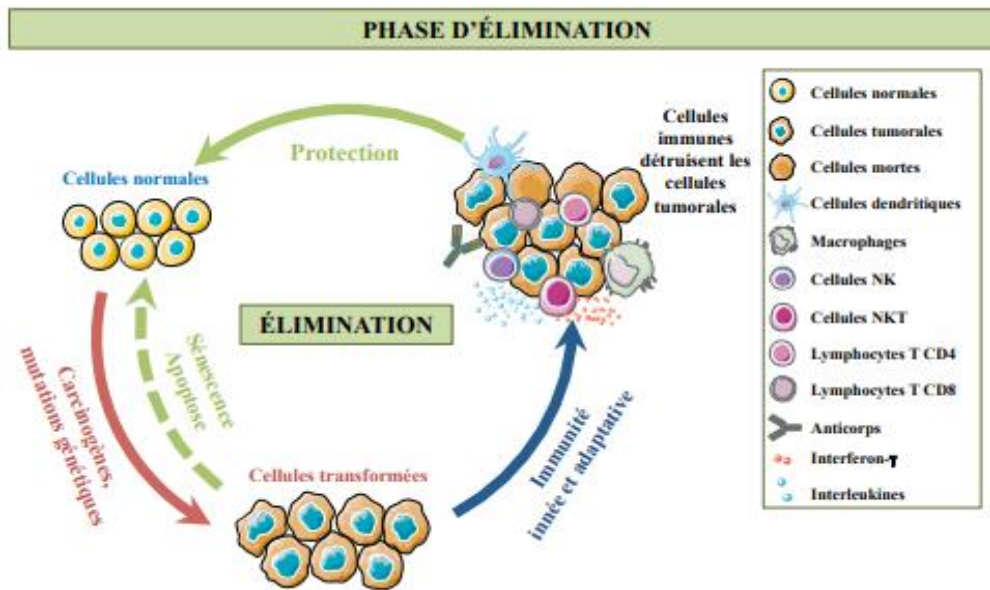 PHASE D'ÉLIMINATION
Protection
Cellules
immunes
détruisent les
cellules
tumorales
Cellules normales
ÉLIMINATION
Carcinogènes,
mutations génétiques
Sénescence
Apoptose
Immunité
innée et adaptative
Cellules transformées
Cellules normales
Cellules tumorales
Cellules mortes
Cellules dendritiques
Macrophages
Cellules NK
Cellules NKT
Lymphocytes T CD4
Lymphocytes T CD8
Anticorps
Interferon-γ
Interleukines